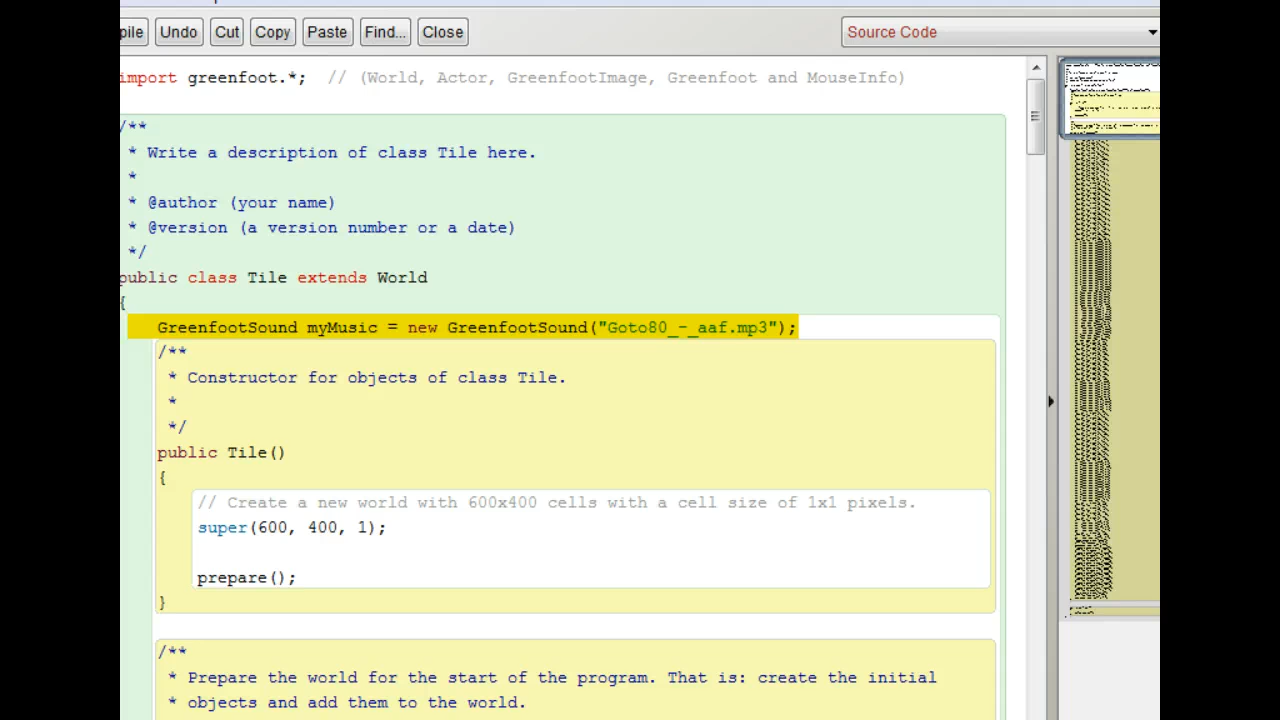 pile Undo Cut Copy Paste Find... Close Source Code
import greenfoot.*;  // (World, Actor, GreenfootImage, Greenfoot and MouseInfo)
/**
 * Write a description of class Tile here.
 *
 * @author (your name)
 * @version (a version number or a date)
 */
public class Tile extends World
{
    GreenfootSound myMusic = new GreenfootSound("Goto80_-_aaf.mp3");
    /**
     * Constructor for objects of class Tile.
     *
     */
    public Tile()
    {
        // Create a new world with 600x400 cells with a cell size of 1x1 pixels.
        super(600, 400, 1);
        prepare();
    }
    /**
     * Prepare the world for the start of the program. That is: create the initial
     * objects and add them to the world.